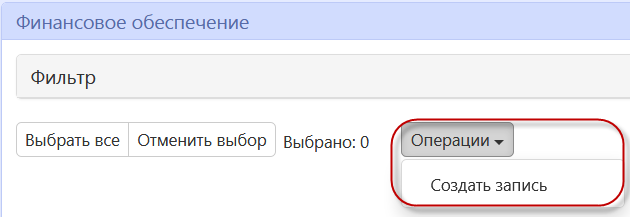 Финансовое обеспечение
Фильтр
Выбрать все Отменить выбор Выбрано: 0 Операции
Создать запись